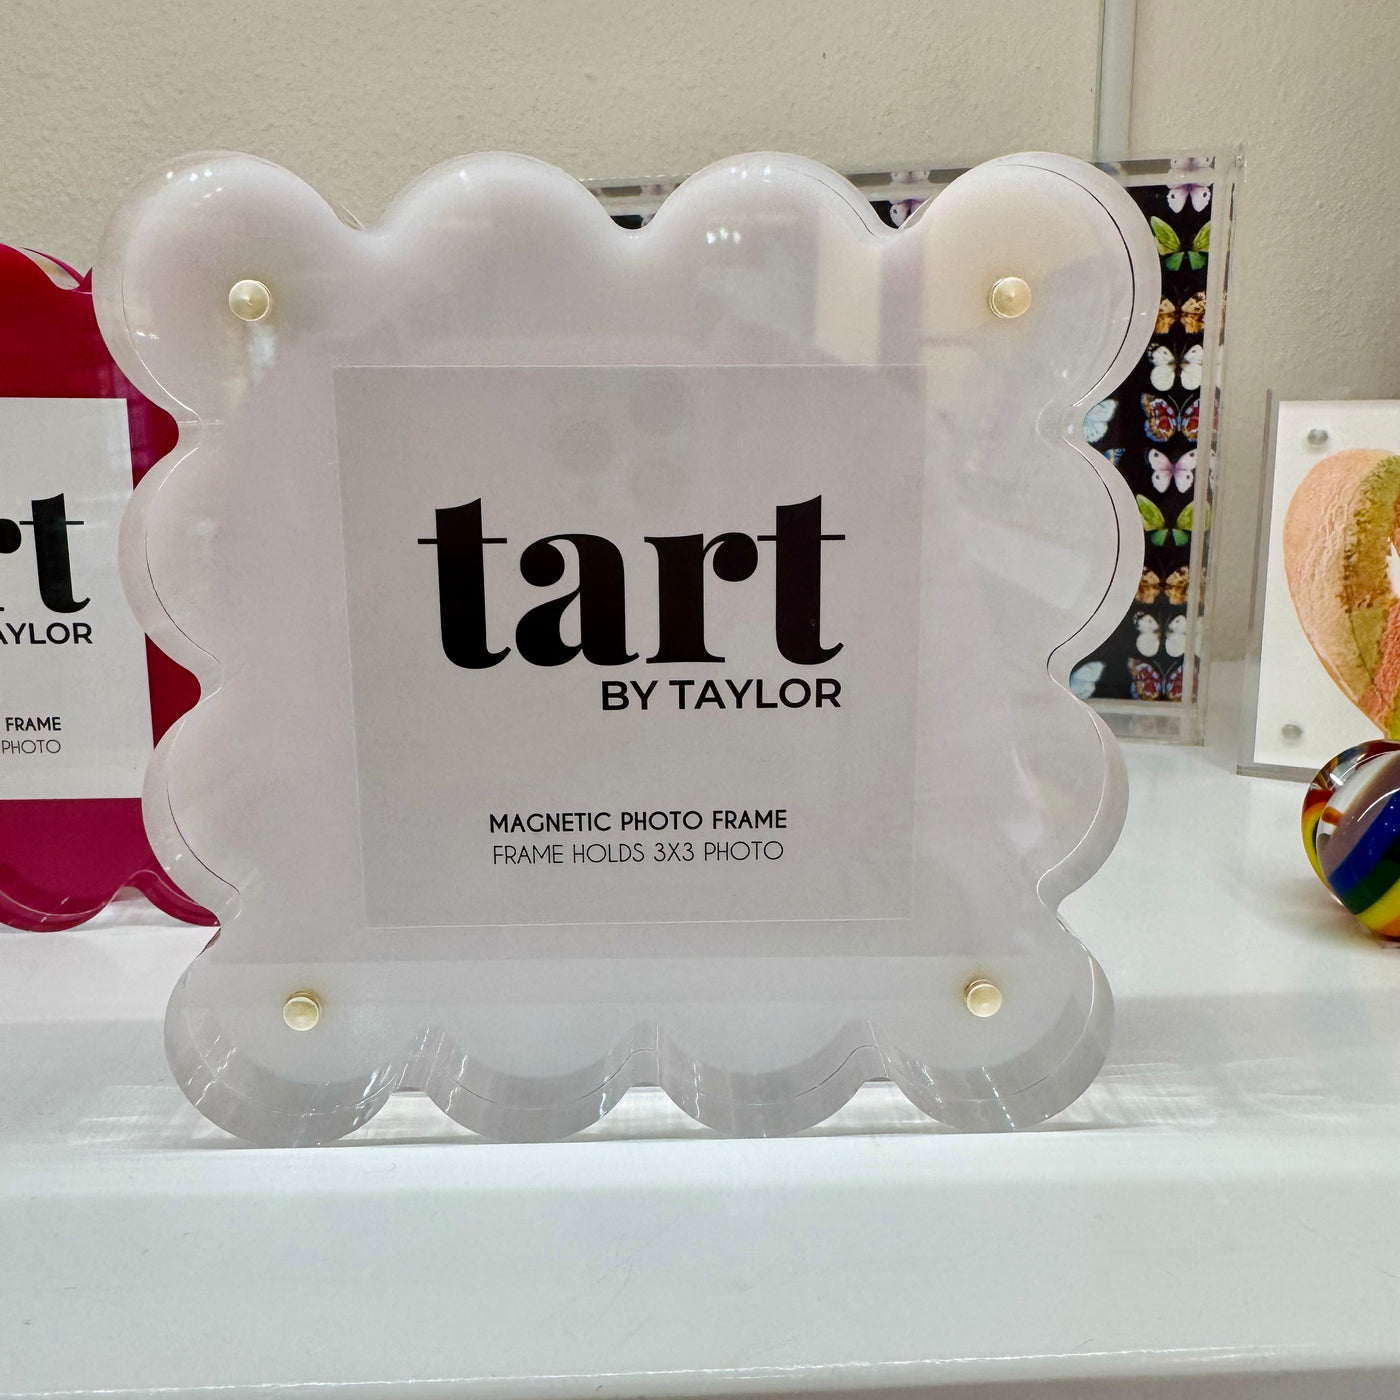 tart
BY TAYLOR
MAGNETIC PHOTO FRAME
FRAME HOLDS 3X3 PHOTO
rt
AYLOR
FRAME
PHOTO